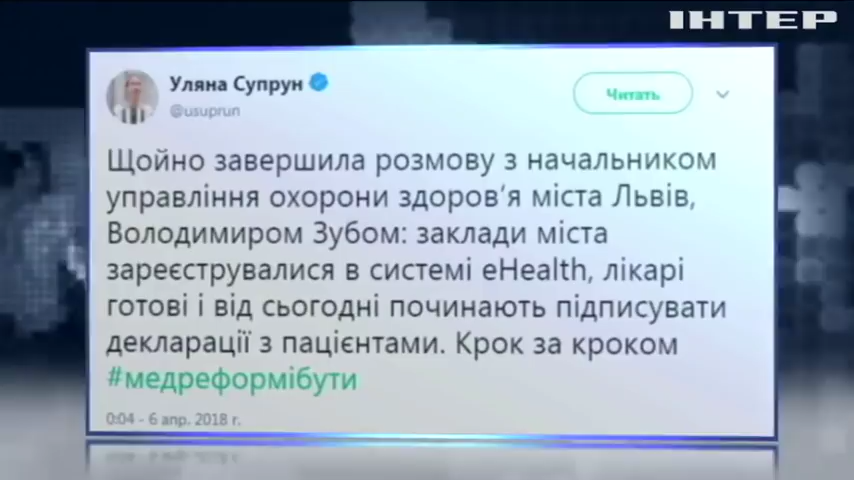 ІНТЕР
Уляна Супрун
@usuprun
Читать
Щойно завершила розмову з начальником
управління охорони здоров'я міста Львів,
Володимиром Зубом: заклади міста
зареєструвалися в системі eHealth, лікарі
готові і від сьогодні починають підписувати
декларації з пацієнтами. Крок за кроком
#медреформібути
0:04 - 6 апр. 2018 г.